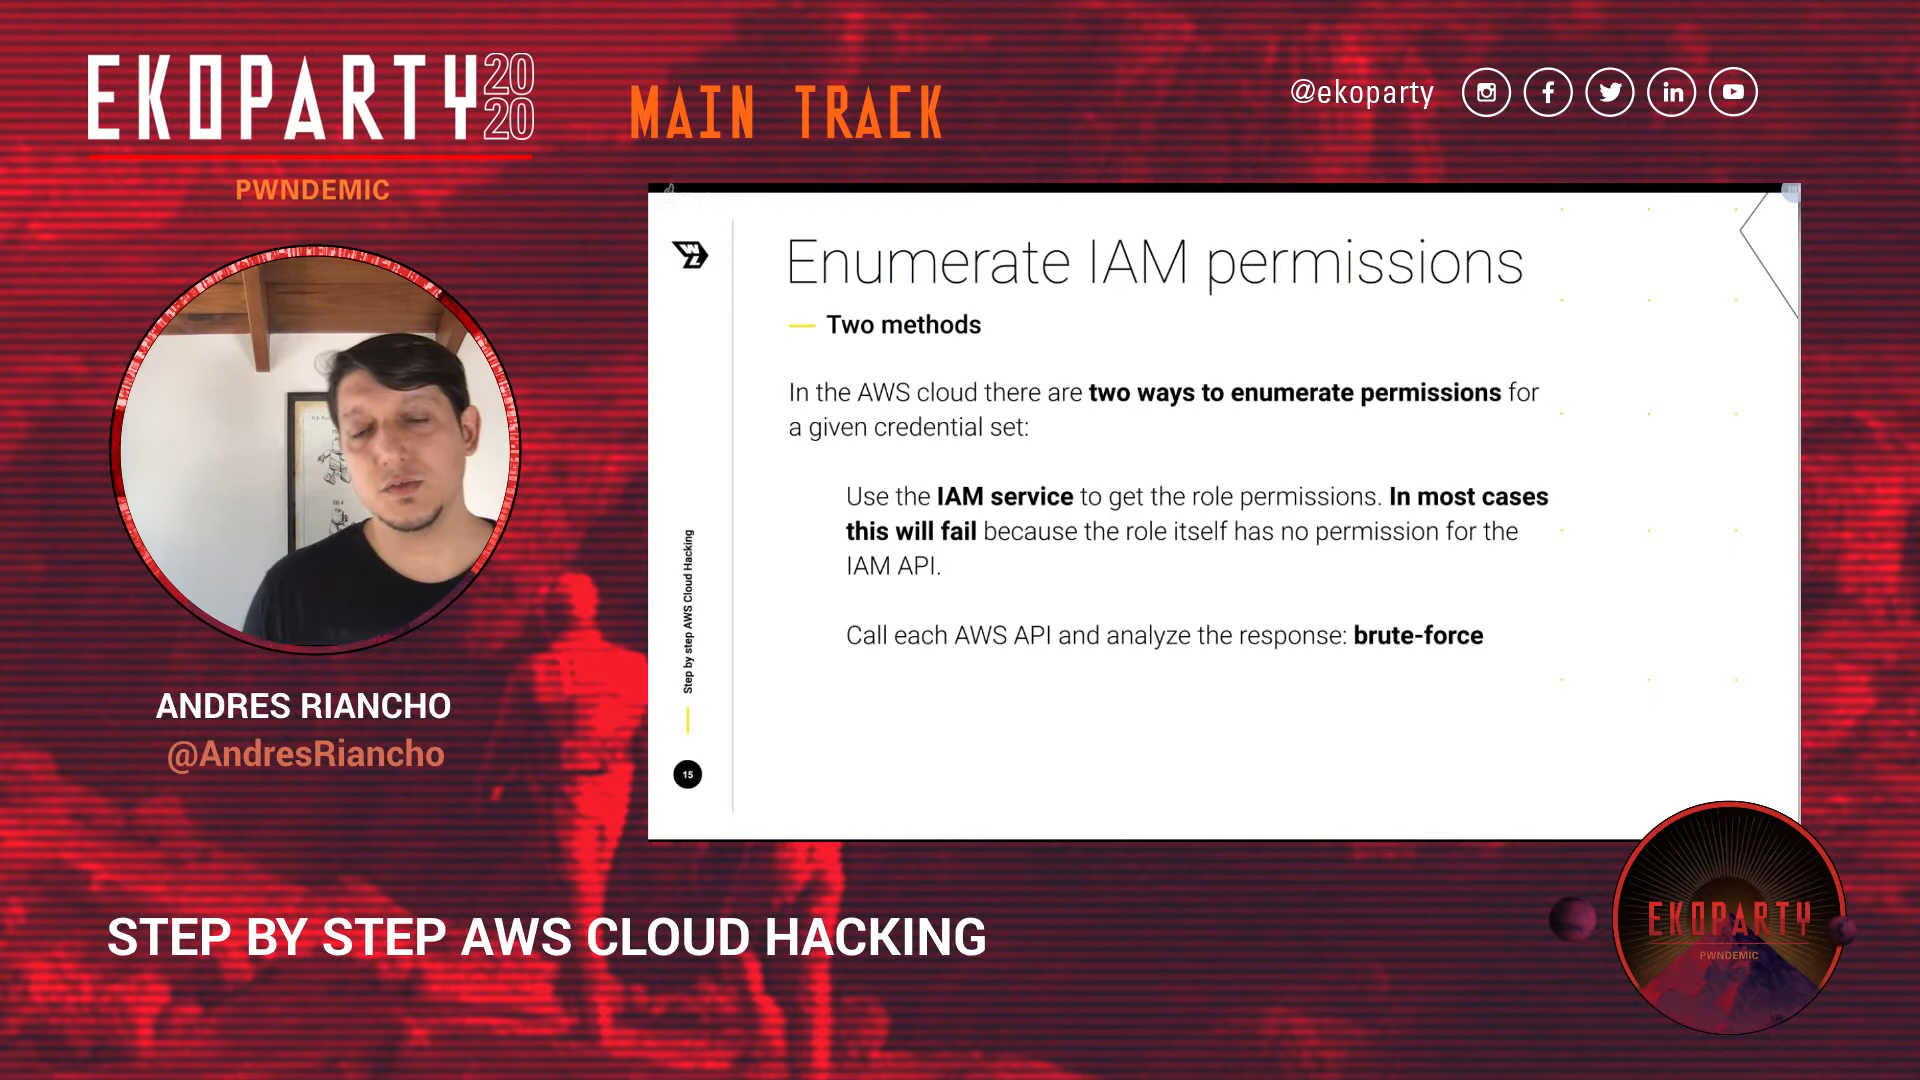 EKOPARTY
20
20
PWNDEMIC
MAIN TRACK
@ekoparty
Enumerate IAM permissions
Two methods
In the AWS cloud there are two ways to enumerate permissions for
a given credential set:
Use the IAM service to get the role permissions. In most cases
this will fail because the role itself has no permission for the
IAM API.
Call each AWS API and analyze the response: brute-force
Step by step AWS Cloud Hacking
15
ANDRES RIANCHO
@AndresRiancho
STEP BY STEP AWS CLOUD HACKING
EKOPARTY
PWNDEMIC